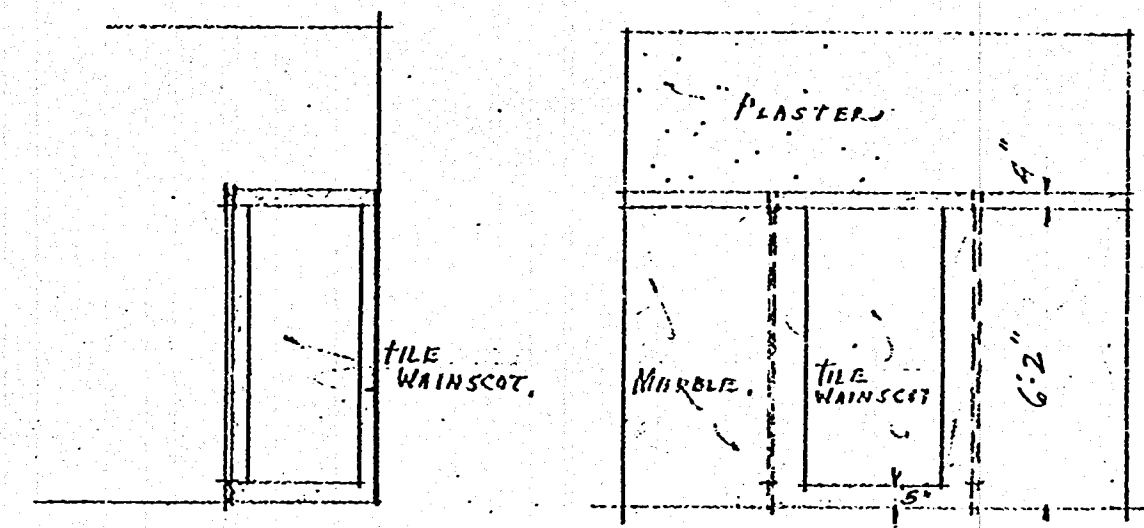 TILE
WAINSCOT.
PLASTER
4"
MARBLE.
TILE
WAINSCOT
6'2"
5"